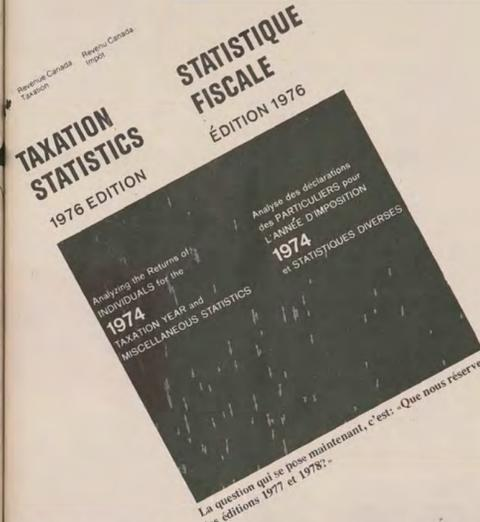 Revenue Canada
Taxation
Revenu Canada
Impôt
TAXATION
STATISTICS
1976 EDITION
STATISTIQUE
FISCALE
ÉDITION 1976
Analyzing the Returns of
INDIVIDUALS for the
1974
TAXATION YEAR and
MISCELLANEOUS STATISTICS
Analyse des déclarations
des PARTICULIERS pour
L'ANNÉE D'IMPOSITION
1974
et STATISTIQUES DIVERSES
La question qui se pose maintenant, c'est: «Que nous réserve
éditions 1977 et 1978?»